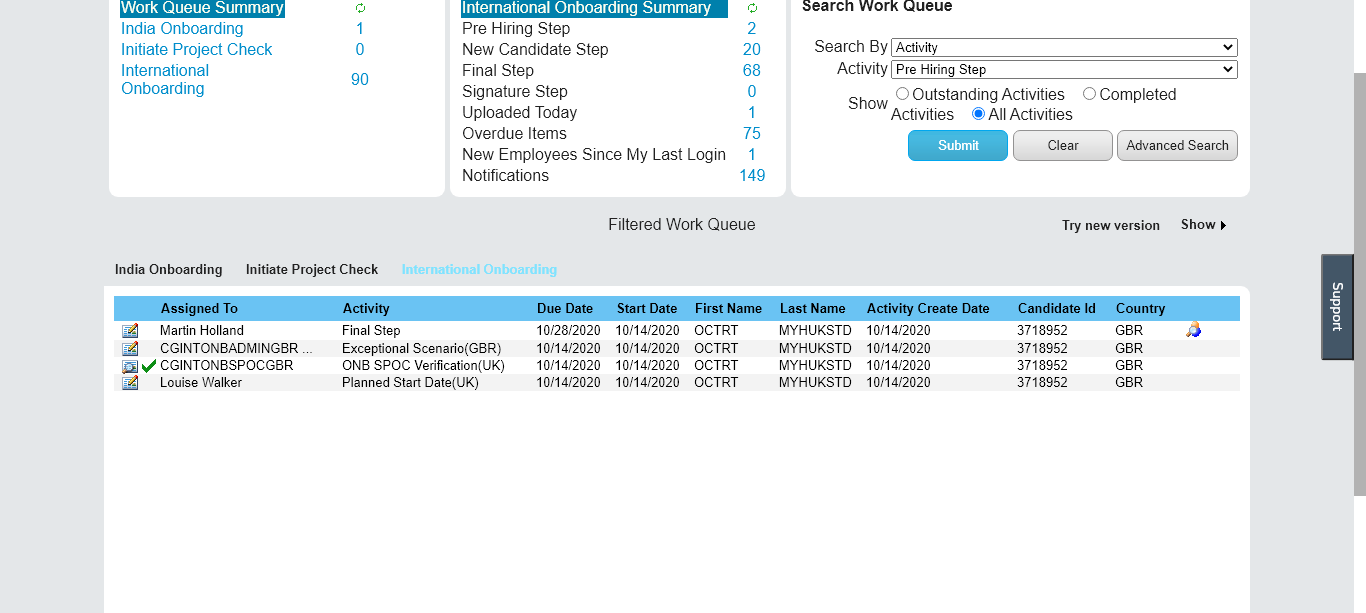 Work Queue Summary
India Onboarding 1
Initiate Project Check 0
International
Onboarding 90
International Onboarding Summary
Pre Hiring Step 2
New Candidate Step 20
Final Step 68
Signature Step 0
Uploaded Today 1
Overdue Items 75
New Employees Since My Last Login 1
Notifications 149
Search Work Queue
Search By Activity
Activity Pre Hiring Step
Show Outstanding Activities Completed
Activities All Activities
Submit Clear Advanced Search
Filtered Work Queue Try new version Show
India Onboarding Initiate Project Check International Onboarding
Assigned To Activity Due Date Start Date First Name Last Name Activity Create Date Candidate Id Country
Martin Holland Final Step 10/28/2020 10/14/2020 OCTRT MYHUKSTD 10/14/2020 3718952 GBR
CGINTONBADMINGBR ... Exceptional Scenario(GBR) 10/14/2020 10/14/2020 OCTRT MYHUKSTD 10/14/2020 3718952 GBR
CGINTONBSPOCGBR ONB SPOC Verification(UK) 10/14/2020 10/14/2020 OCTRT MYHUKSTD 10/14/2020 3718952 GBR
Louise Walker Planned Start Date(UK) 10/14/2020 10/14/2020 OCTRT MYHUKSTD 10/14/2020 3718952 GBR
Support